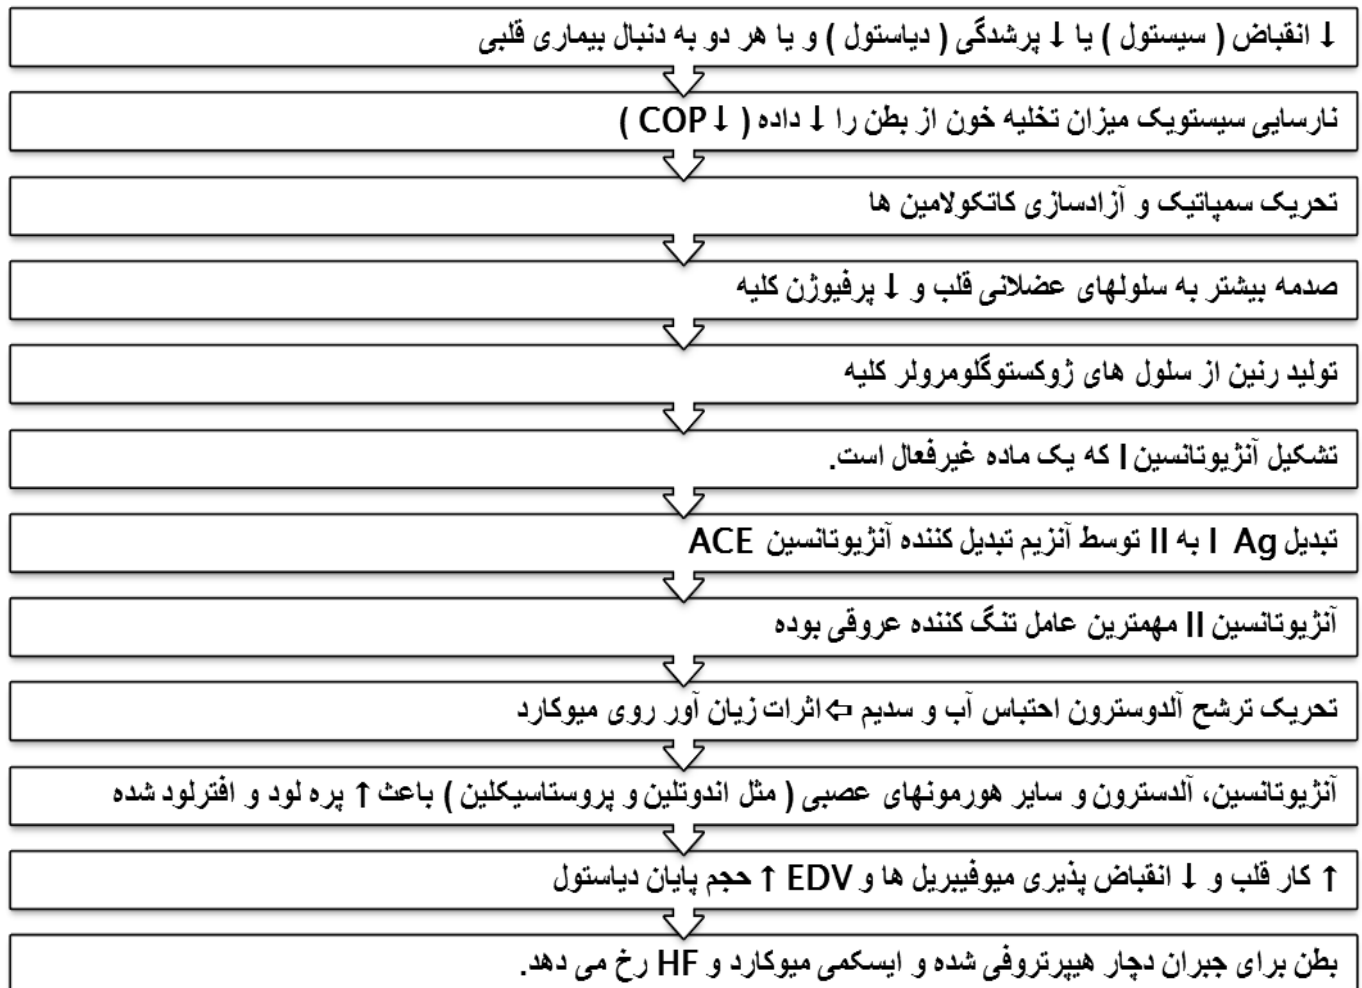 ↓ انقباض ( سیستول ) یا ↓ پرشدگی ( دیاستول ) و یا هر دو به دنبال بیماری قلبی
نارسایی سیستویک میزان تخلیه خون از بطن را ↓ داده ( ↓COP )
تحریک سمپاتیک و آزادسازی کاتکولامین ها
صدمه بیشتر به سلولهای عضلانی قلب و ↓ پرفیوژن کلیه
تولید رنین از سلول های ژوکستوگلومرولر کلیه
تشکیل آنژیوتانسین I که یک ماده غیرفعال است.
تبدیل Ag I به II توسط آنزیم تبدیل کننده آنژیوتانسین ACE
آنژیوتانسین II مهمترین عامل تنگ کننده عروقی بوده
تحریک ترشح آلدوسترون احتباس آب و سدیم ⇦ اثرات زیان آور روی میوکارد
آنژیوتانسین، آلدسترون و سایر هورمونهای عصبی ( مثل اندوتلین و پروستاسیکلین ) باعث ↑ پره لود و افترلود شده
↑ کار قلب و ↓ انقباض پذیری میوفیبریل ها و EDV ↑ حجم پایان دیاستول
بطن برای جبران دچار هیپرتروفی شده و ایسکمی میوکارد و HF رخ می دهد.